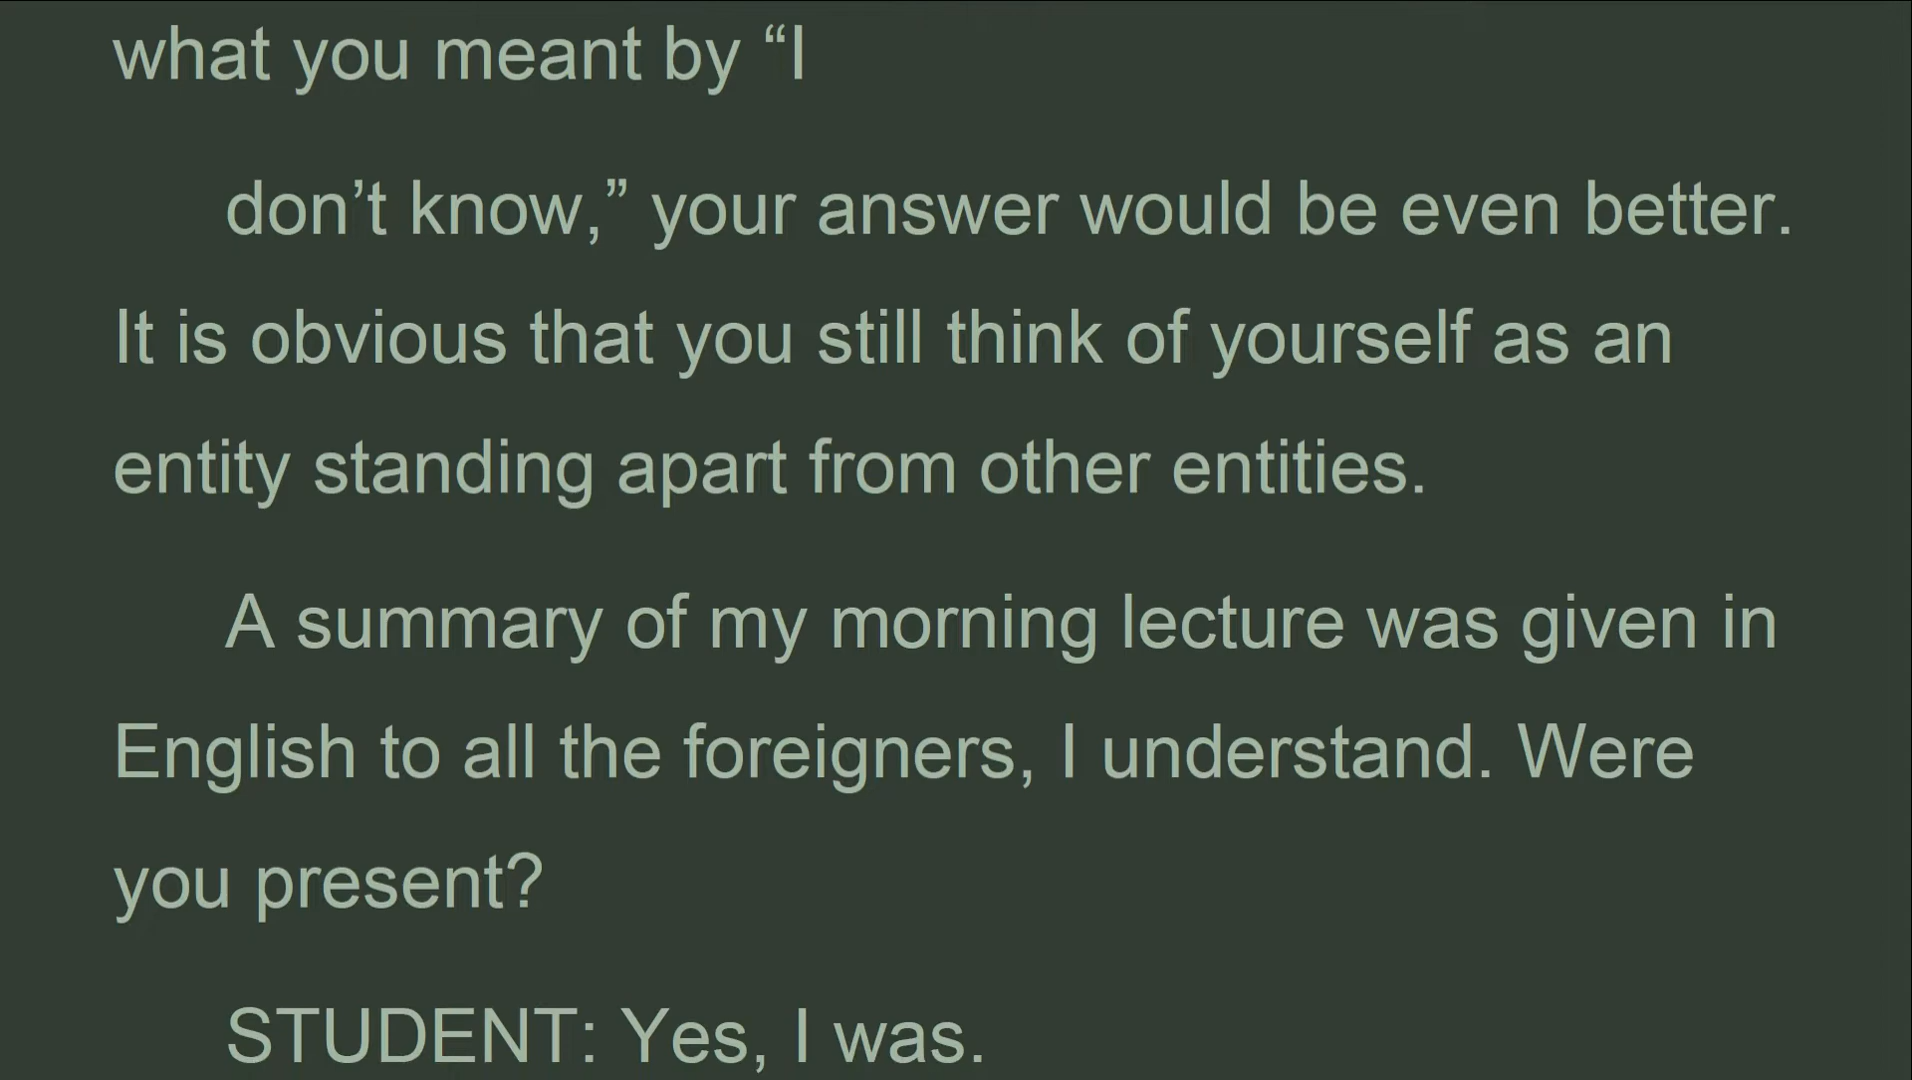 what you meant by “I
don’t know,” your answer would be even better.
It is obvious that you still think of yourself as an
entity standing apart from other entities.
A summary of my morning lecture was given in
English to all the foreigners, I understand. Were
you present?
STUDENT: Yes, I was.